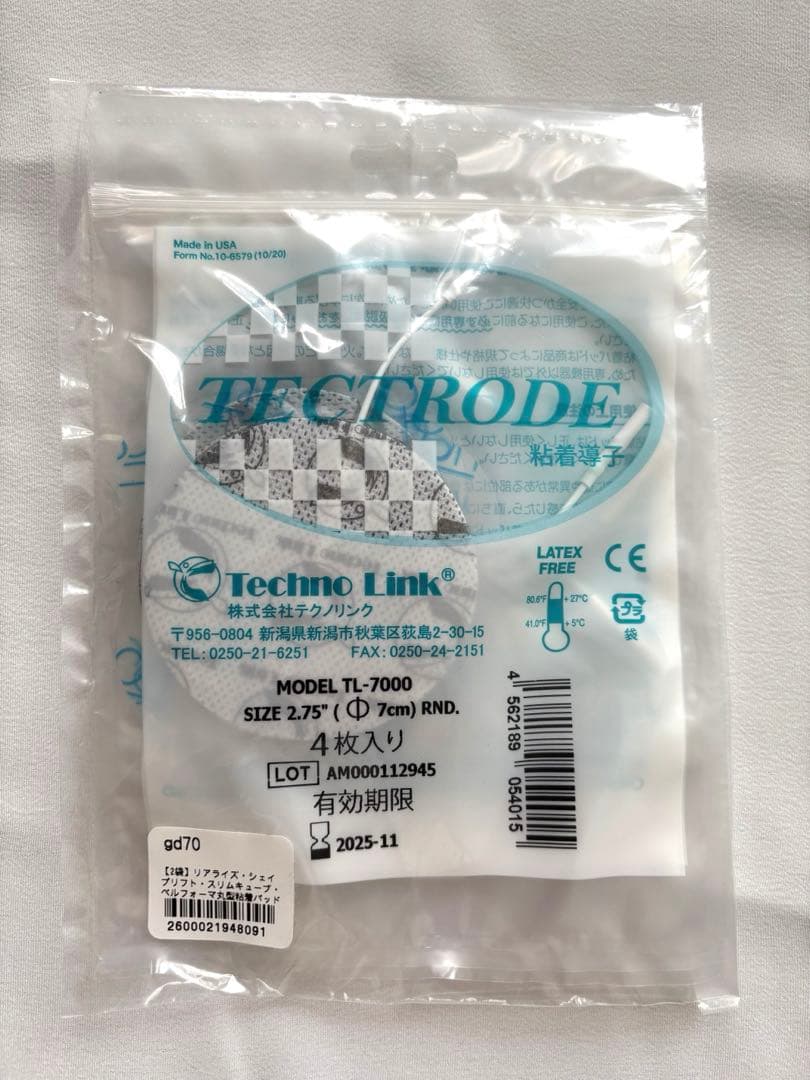 Made in USA
Form No.10-6579 (10/20)
TECTRODE
粘着導子
LATEX
FREE
CE
80.6°F
+27°C
41.0°F
+5°C
プラ
袋
Techno Link®
株式会社テクノリンク
〒956-0804 新潟県新潟市秋葉区荻島2-30-15
TEL:0250-21-6251 FAX:0250-24-2151
MODEL TL-7000
SIZE 2.75" ( Φ 7cm) RND.
4枚入り
LOT AM000112945
有効期限
2025-11
4 562189 054015
gd70
【2袋】リアライズ・シェイ
プリフト・スリムキューブ・
ベルフォーマ丸型粘着パッド
2600021948091